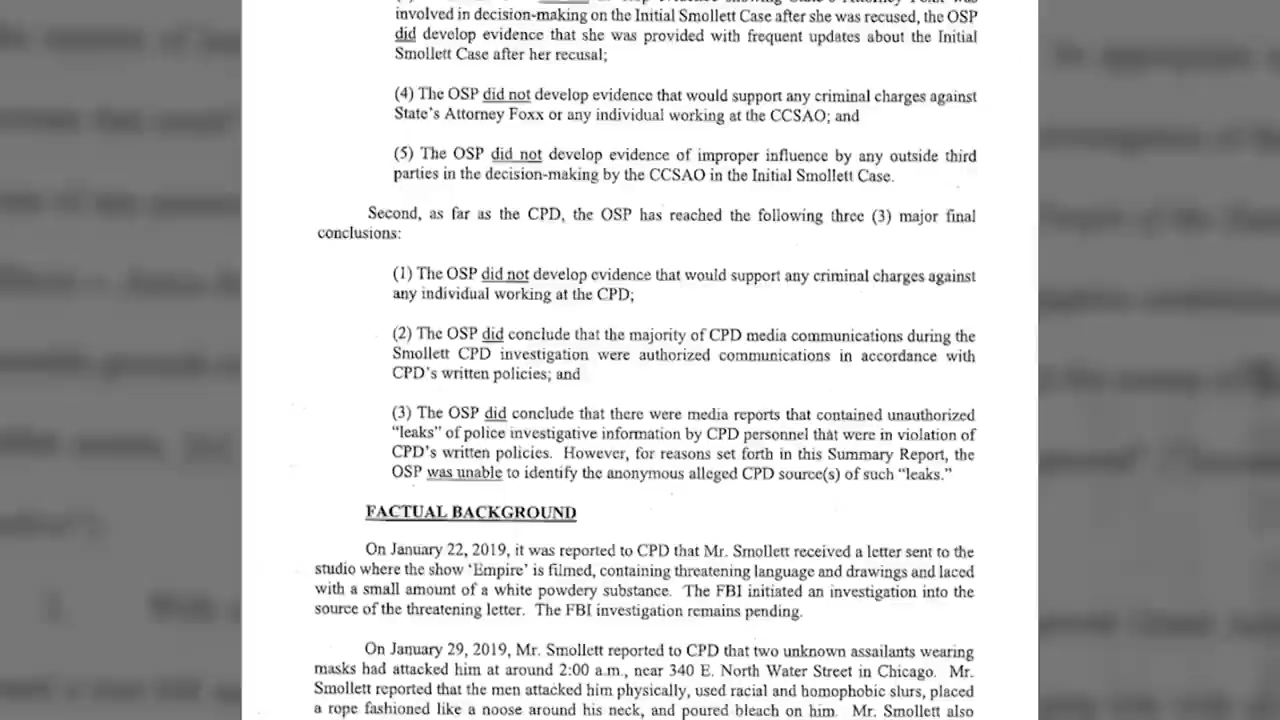 involved in decision-making on the Initial Smollett Case after she was recused, the OSP
did develop evidence that she was provided with frequent updates about the Initial
Smollett Case after her recusal;
(4) The OSP did not develop evidence that would support any criminal charges against
State's Attorney Foxx or any individual working at the CCSAO; and
(5) The OSP did not develop evidence of improper influence by any outside third
parties in the decision-making by the CCSAO in the Initial Smollett Case.
Second, as far as the CPD, the OSP has reached the following three (3) major final
conclusions:
(1) The OSP did not develop evidence that would support any criminal charges against
any individual working at the CPD;
(2) The OSP did conclude that the majority of CPD media communications during the
Smollett CPD investigation were authorized communications in accordance with
CPD's written policies; and
(3) The OSP did conclude that there were media reports that contained unauthorized
"leaks" of police investigative information by CPD personnel that were in violation of
CPD's written policies. However, for reasons set forth in this Summary Report, the
OSP was unable to identify the anonymous alleged CPD source(s) of such "leaks."
FACTUAL BACKGROUND
On January 22, 2019, it was reported to CPD that Mr. Smollett received a letter sent to the
studio where the show 'Empire' is filmed, containing threatening language and drawings and laced
with a small amount of a white powdery substance. The FBI initiated an investigation into the
source of the threatening letter. The FBI investigation remains pending.
On January 29, 2019, Mr. Smollett reported to CPD that two unknown assailants wearing
masks had attacked him at around 2:00 a.m., near 340 E. North Water Street in Chicago. Mr.
Smollett reported that the men attacked him physically, used racial and homophobic slurs, placed
a rope fashioned like a noose around his neck, and poured bleach on him. Mr. Smollett also